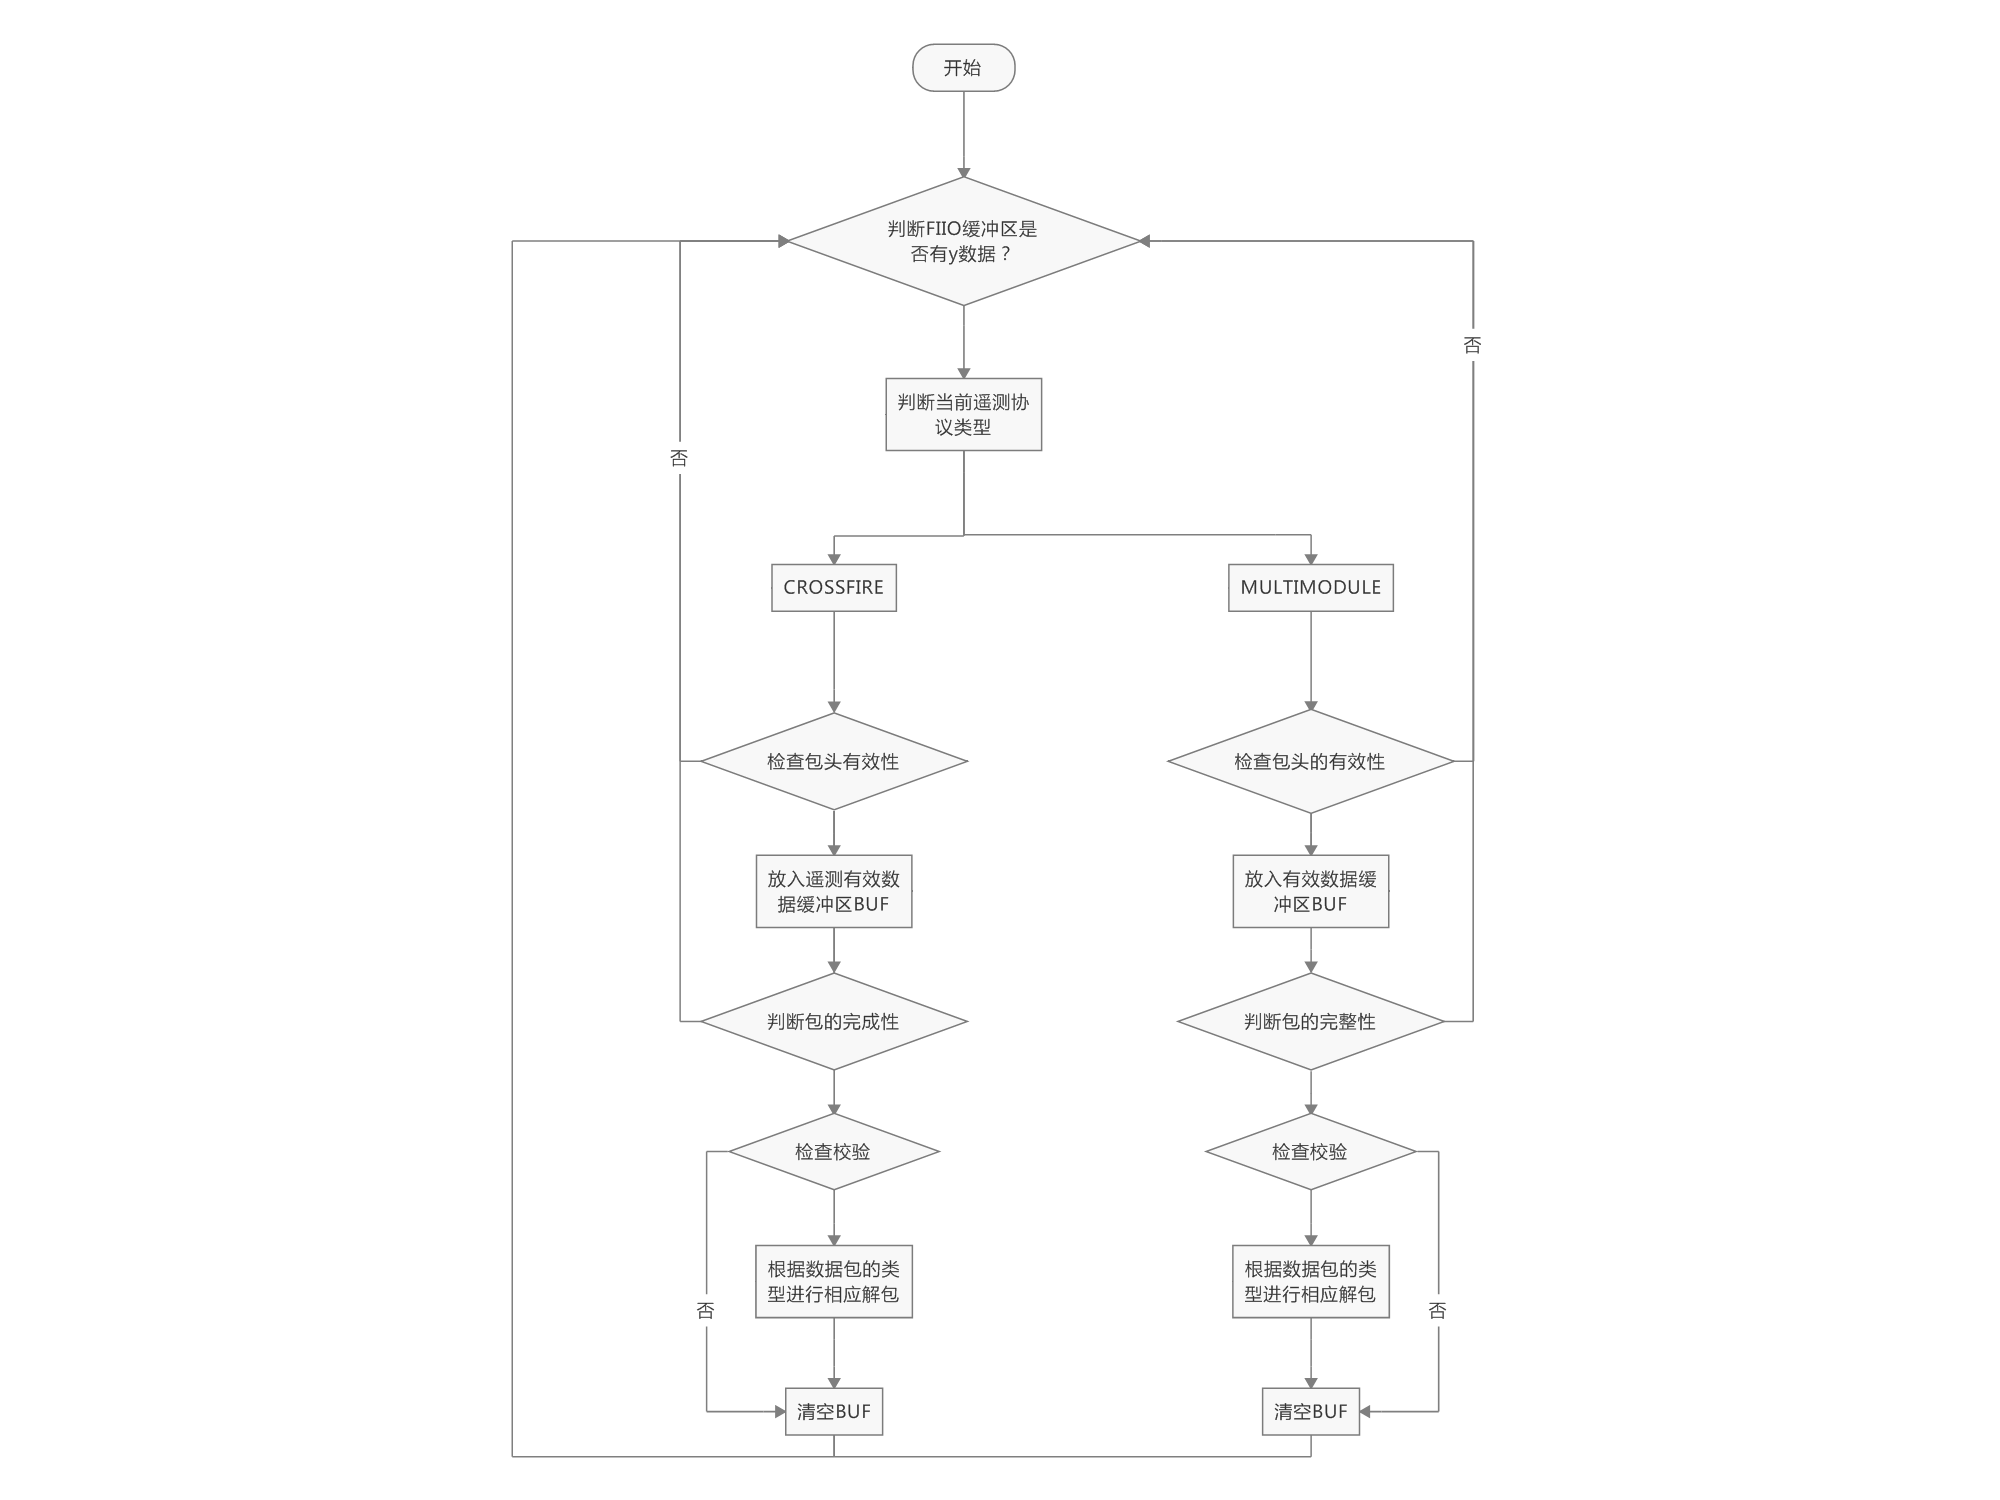 开始
判断FIIO缓冲区是
否有y数据？
否
判断当前遥测协
议类型
否
CROSSFIRE
MULTIMODULE
检查包头有效性
检查包头的有效性
放入遥测有效数
据缓冲区BUF
放入有效数据缓
冲区BUF
判断包的完成性
判断包的完整性
检查校验
检查校验
根据数据包的类
型进行相应解包
根据数据包的类
型进行相应解包
否
否
清空BUF
清空BUF